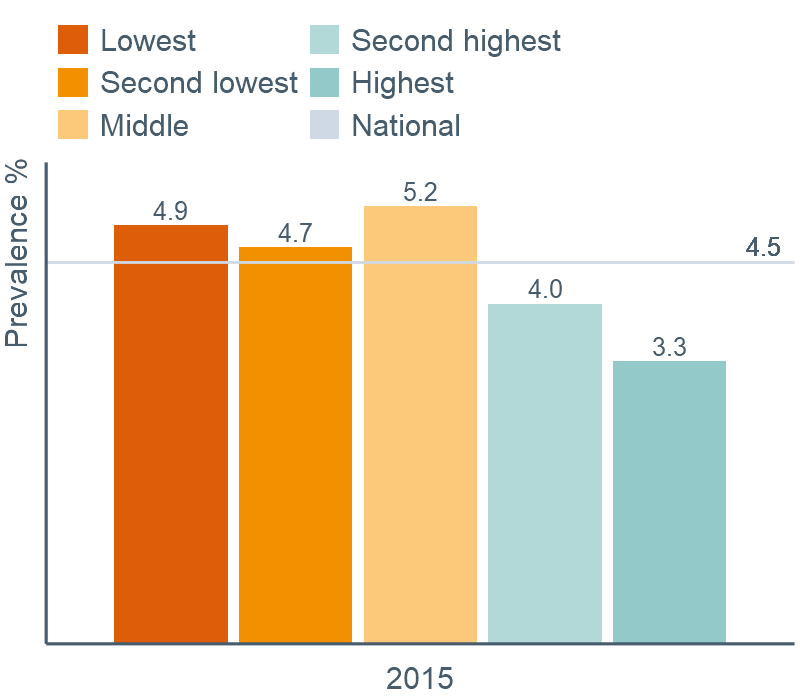 Lowest
Second lowest
Middle
Second highest
Highest
National
Prevalence %
4.9
4.7
5.2
4.0
3.3
4.5
2015